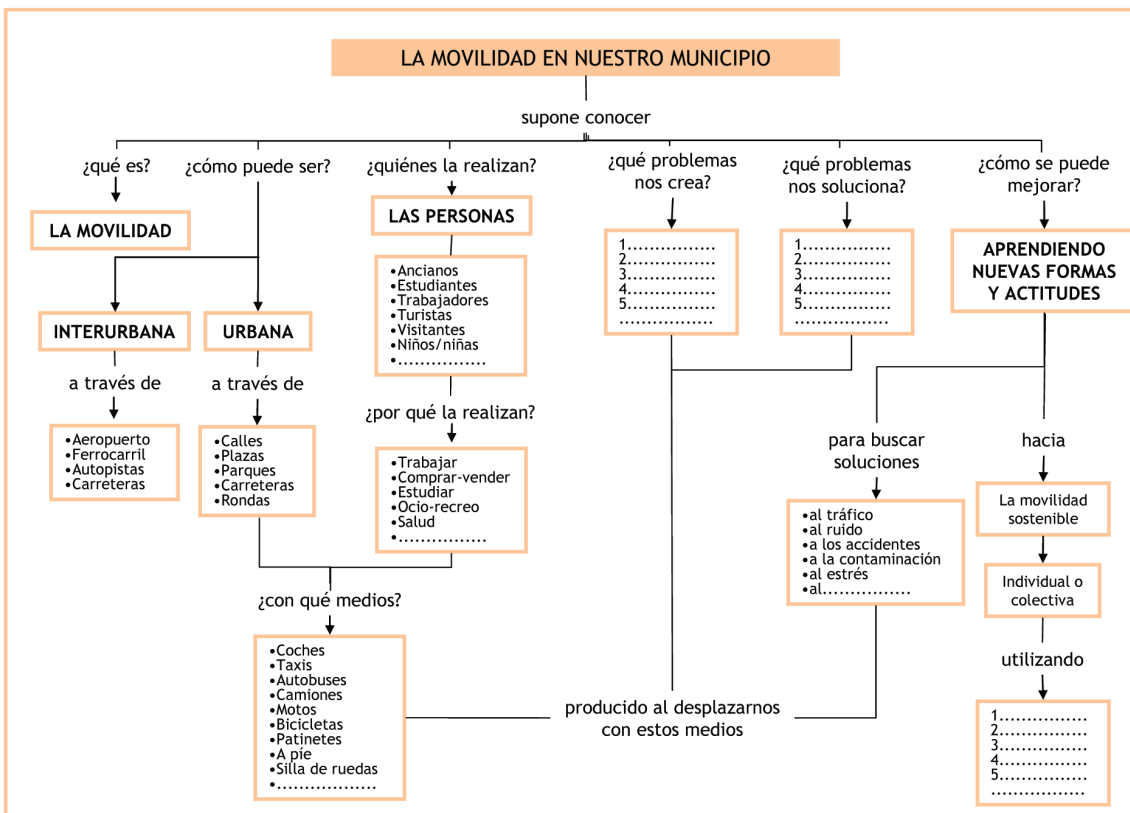 LA MOVILIDAD EN NUESTRO MUNICIPIO
supone conocer
¿qué es?
LA MOVILIDAD
¿cómo puede ser?
INTERURBANA
a través de
•Aeropuerto
•Ferrocarril
•Autopistas
•Carreteras
URBANA
a través de
•Calles
•Plazas
•Parques
•Carreteras
•Rondas
¿quiénes la realizan?
LAS PERSONAS
•Ancianos
•Estudiantes
•Trabajadores
•Turistas
•Visitantes
•Niños/niñas
•................
¿por qué la realizan?
•Trabajar
•Comprar-vender
•Estudiar
•Ocio-recreo
•Salud
•................
¿con qué medios?
•Coches
•Taxis
•Autobuses
•Camiones
•Motos
•Bicicletas
•Patinetes
•A píe
•Silla de ruedas
•..................
¿qué problemas
nos crea?
1................
2................
3................
4................
5................
.................
¿qué problemas
nos soluciona?
1................
2................
3................
4................
5................
.................
producido al desplazarnos
con estos medios
¿cómo se puede
mejorar?
APRENDIENDO
NUEVAS FORMAS
Y ACTITUDES
para buscar
soluciones
•al tráfico
•al ruido
•a los accidentes
•a la contaminación
•al estrés
•al................
hacia
La movilidad
sostenible
Individual o
colectiva
utilizando
1................
2................
3................
4................
5................
.................